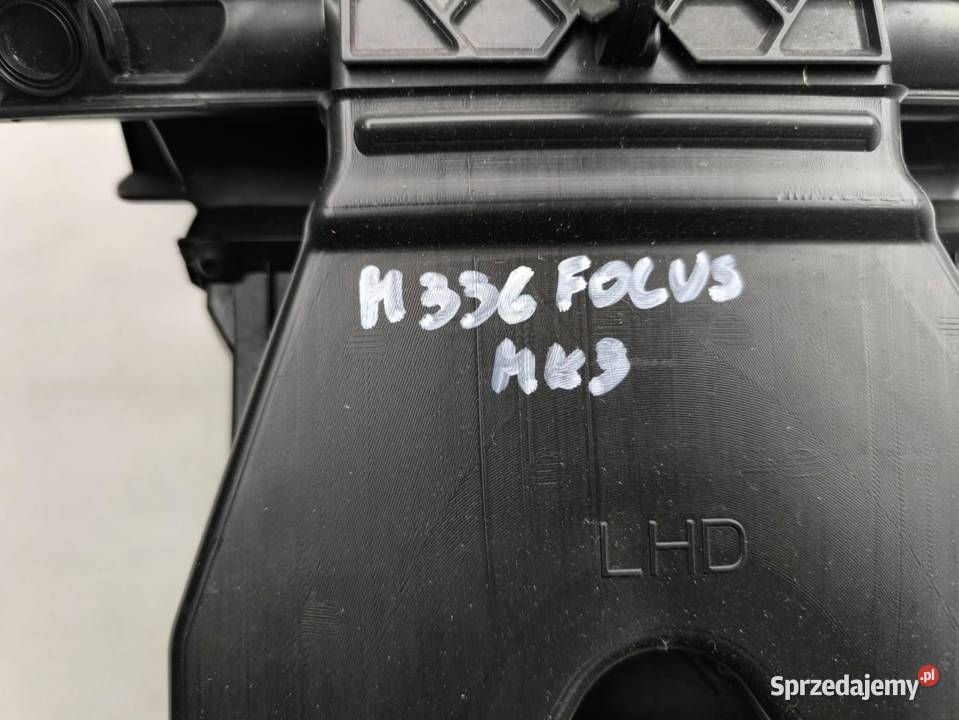 M336 FOCUS
MK3
LHD
Sprzedajemy.pl